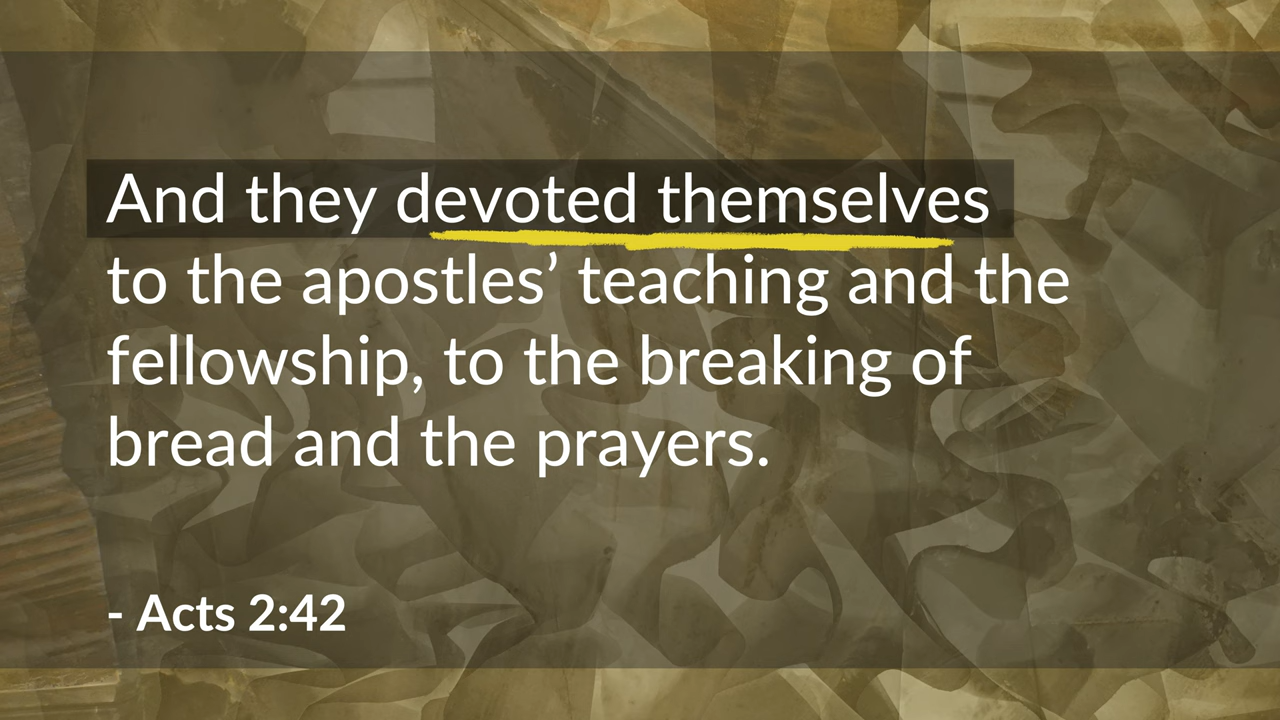 And they devoted themselves
to the apostles’ teaching and the
fellowship, to the breaking of
bread and the prayers.
- Acts 2:42